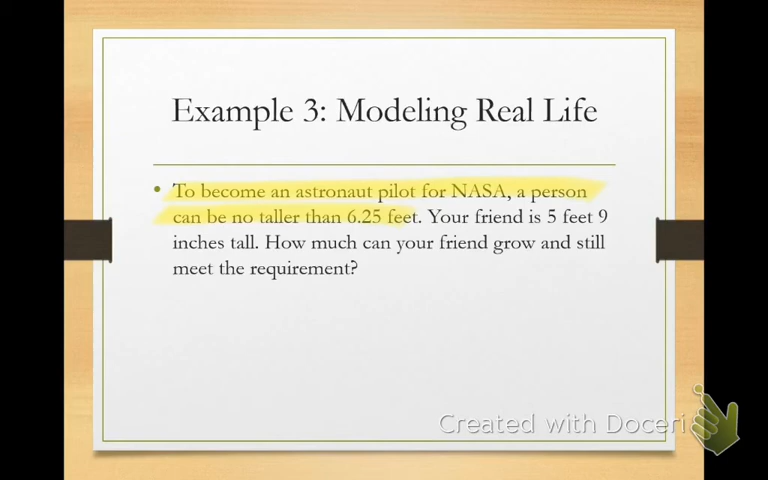 Example 3: Modeling Real Life
• To become an astronaut pilot for NASA, a person
can be no taller than 6.25 feet. Your friend is 5 feet 9
inches tall. How much can your friend grow and still
meet the requirement?
Created with Doceri